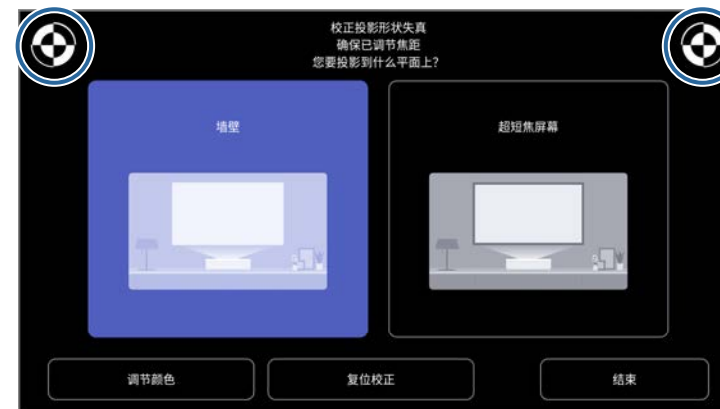 校正投影形状失真
确保已调节焦距
您要投影到什么平面上?
墙壁
超短焦屏幕
调节颜色
复位校正
结束